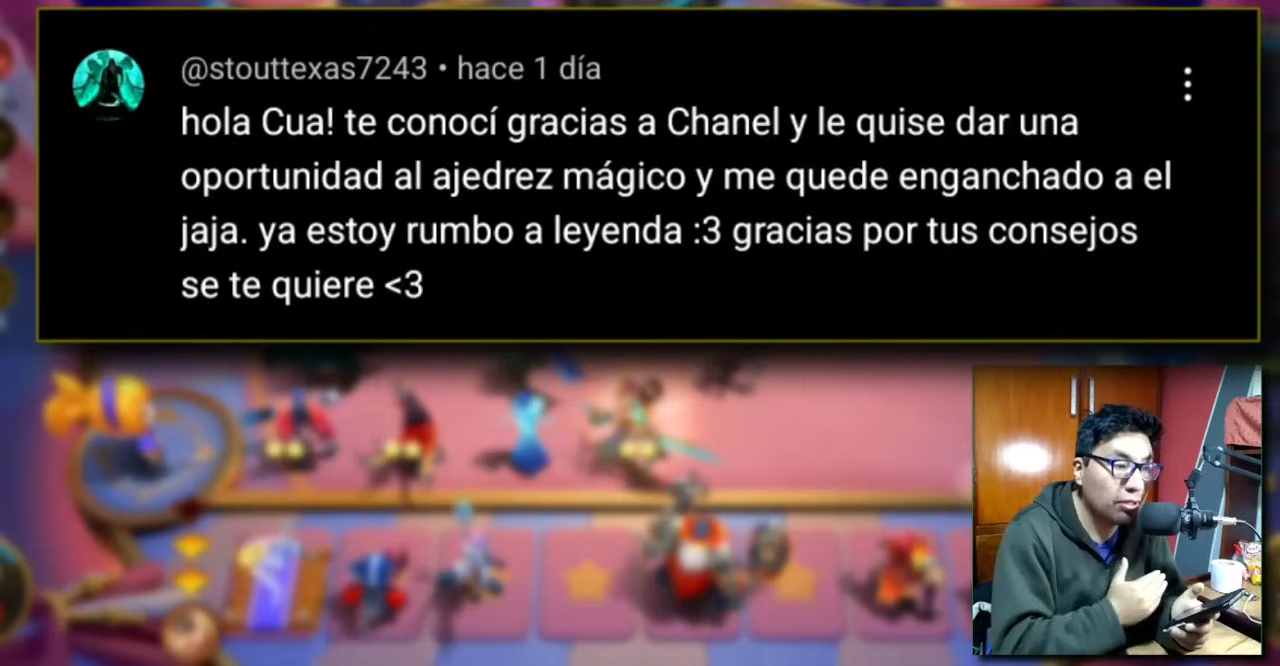 @stouttexas7243 • hace 1 día
hola Cua! te conocí gracias a Chanel y le quise dar una
oportunidad al ajedrez mágico y me quede enganchado a el
jaja. ya estoy rumbo a leyenda :3 gracias por tus consejos
se te quiere <3